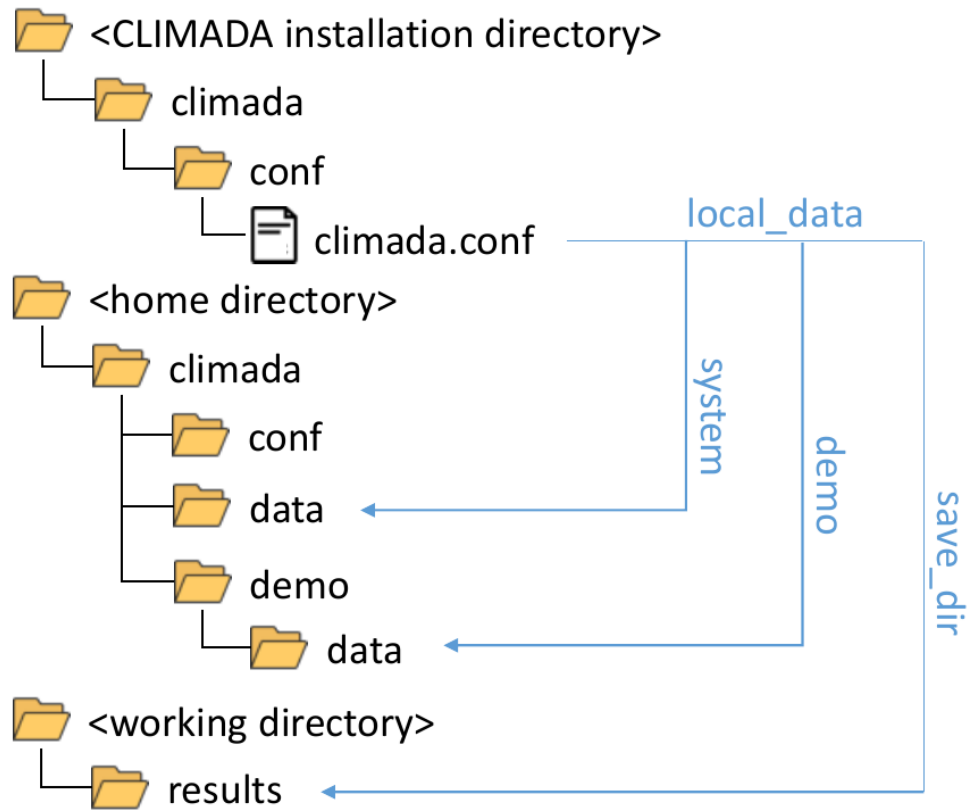 <CLIMADA installation directory>
climada
conf
local_data
climada.conf
<home directory>
climada
system
conf
demo
data
save_dir
demo
data
<working directory>
results